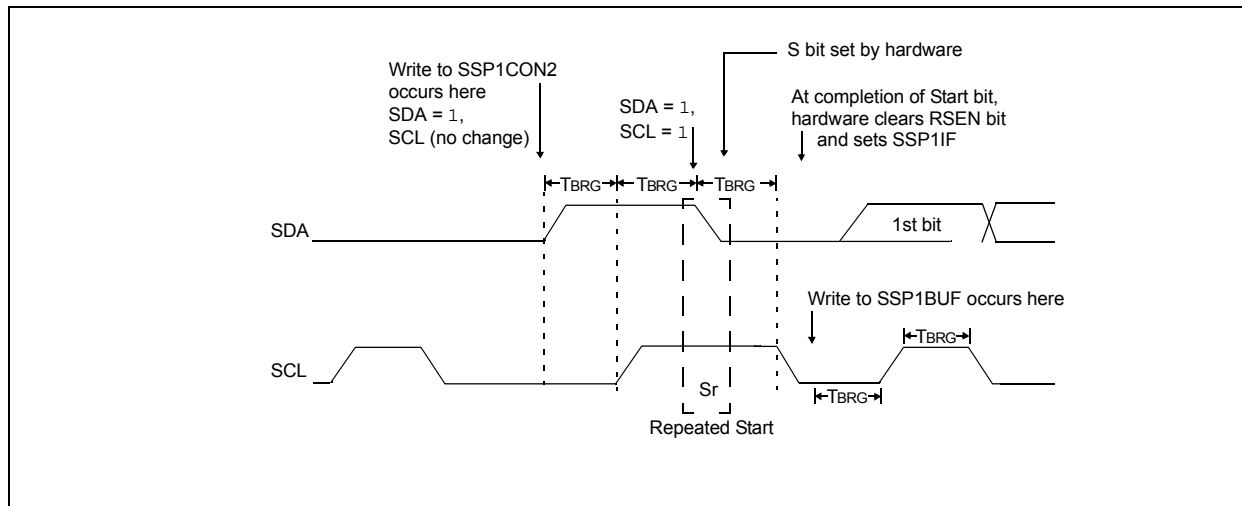 S bit set by hardware
Write to SSP1CON2
occurs here
SDA = 1,
SCL (no change)
SDA = 1,
SCL = 1
At completion of Start bit,
hardware clears RSEN bit
and sets SSP1IF
TBRG TBRG TBRG
SDA
1st bit
Write to SSP1BUF occurs here
TBRG
SCL
Sr
TBRG
Repeated Start